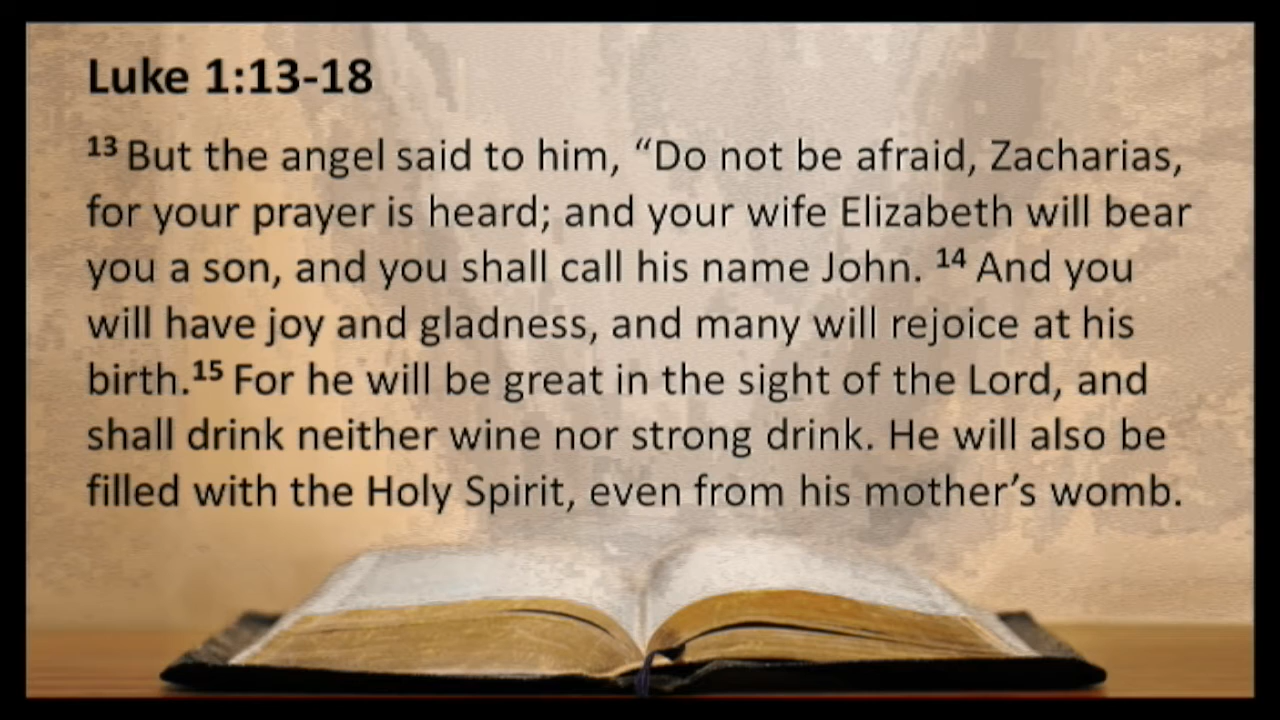 Luke 1:13-18
13 But the angel said to him, “Do not be afraid, Zacharias,
for your prayer is heard; and your wife Elizabeth will bear
you a son, and you shall call his name John. 14 And you
will have joy and gladness, and many will rejoice at his
birth.15 For he will be great in the sight of the Lord, and
shall drink neither wine nor strong drink. He will also be
filled with the Holy Spirit, even from his mother’s womb.